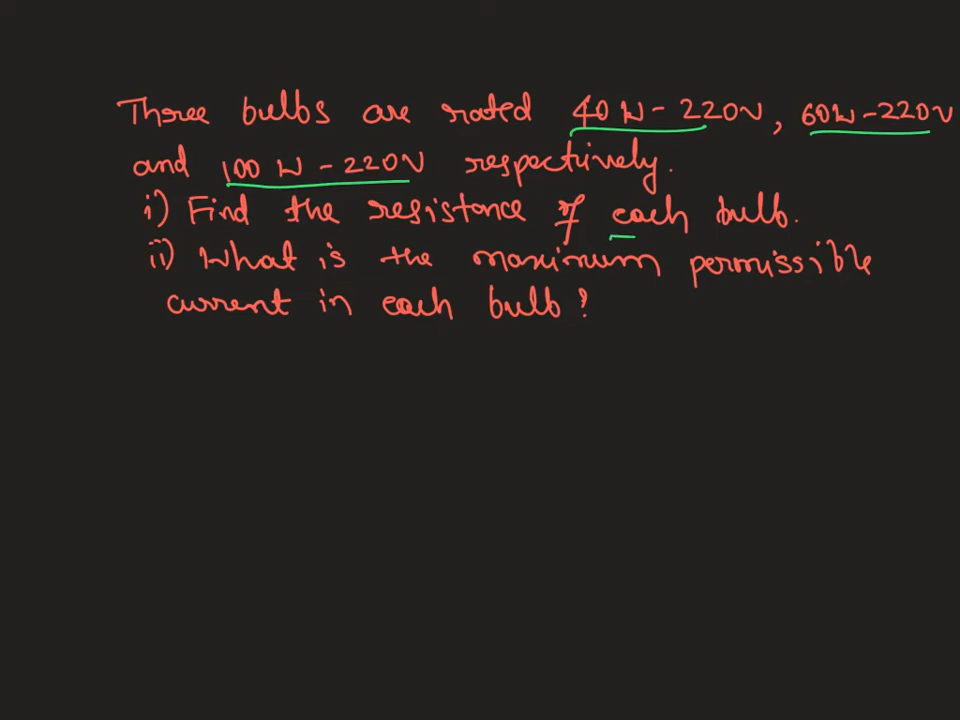 Three bulbs are rated 40 W - 220V, 60W - 220V
and 100 W - 220V respectively.
i) Find the resistance of each bulb.
ii) What is the maximum permissible
current in each bulb?